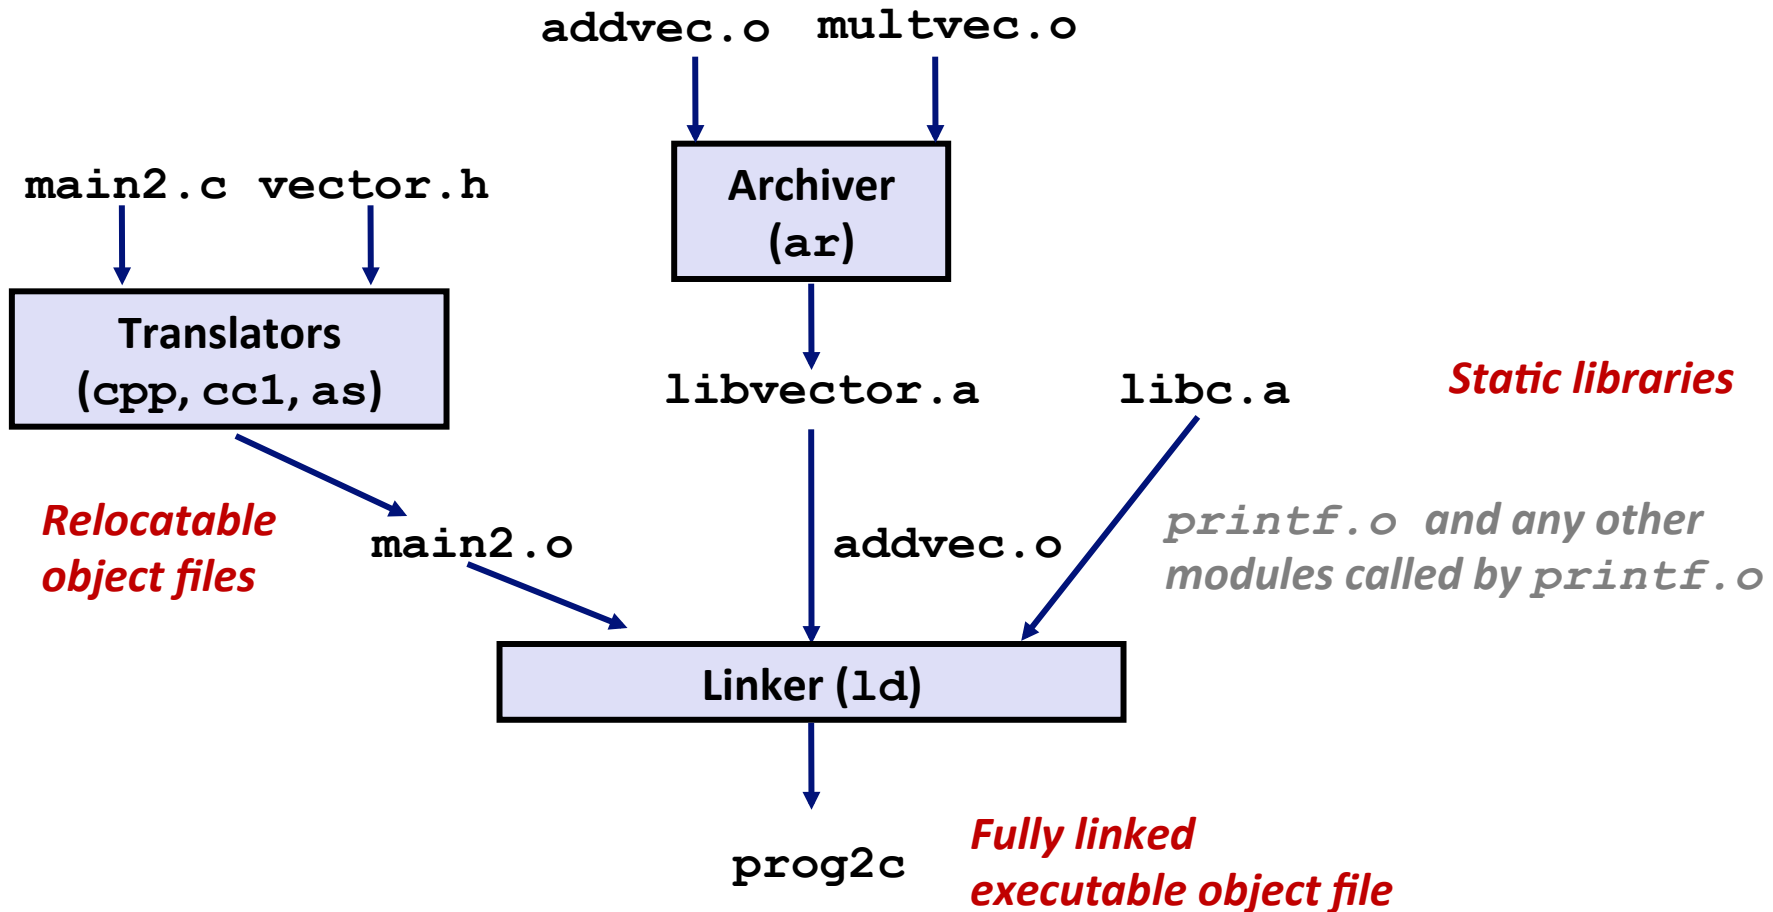 addvec.o multvec.o
main2.c vector.h
Archiver
(ar)
Translators
(cpp, cc1, as)
libvector.a
libc.a
Static libraries
Relocatable
object files
main2.o
addvec.o
printf.o and any other
modules called by printf.o
Linker (ld)
prog2c
Fully linked
executable object file